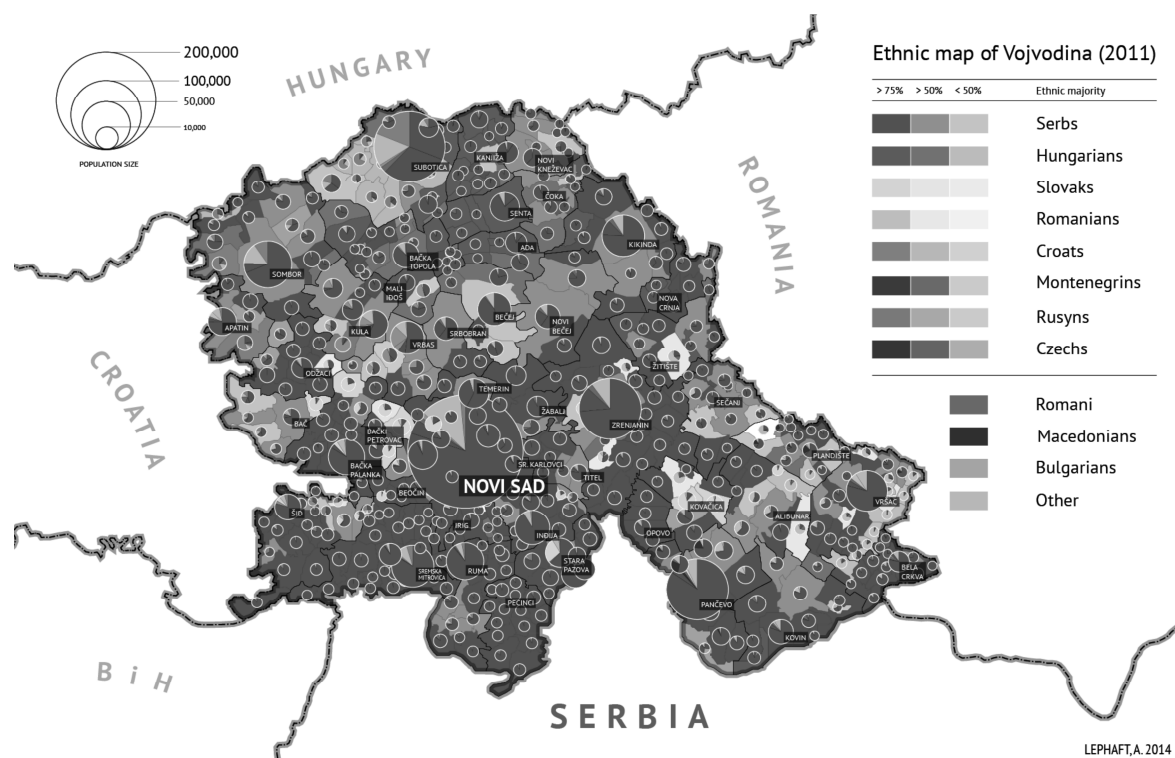 200,000
100,000
50,000
10,000
POPULATION SIZE
HUNGARY
ROMANIA
CROATIA
BiH
SERBIA
Ethnic map of Vojvodina (2011)
> 75% > 50% < 50% Ethnic majority
Serbs
Hungarians
Slovaks
Romanians
Croats
Montenegrins
Rusyns
Czechs
Romani
Macedonians
Bulgarians
Other
SUBOTICA
KANJIŽA
NOVI
KNEŽEVAC
ČOKA
SENTA
KIKINDA
ADA
SOMBOR
BAČKA
TOPOLA
MALI
IĐOŠ
NOVA
CRNJA
BEČEJ
NOVI
BEČEJ
APATIN
KULA
VRBAS
SRBOBRAN
ŽITIŠTE
ODŽACI
TEMERIN
ŽABALJ
SEČANJ
ZRENJANIN
BAČ
BAČKI
PETROVAC
PLANDIŠTE
BAČKA
PALANKA
SR. KARLOVCI
TITEL
NOVI SAD
BEOČIN
KOVAČICA
VRŠAC
ALIBUNAR
ŠID
IRIG
INĐIJA
OPOVO
STARA
PAZOVA
SREMSKA
MITROVICA
RUMA
BELA
CRKVA
PEĆINCI
PANČEVO
KOVIN
LEPHAFT, A. 2014